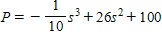 P = − 1/10 s³ + 26s² + 100